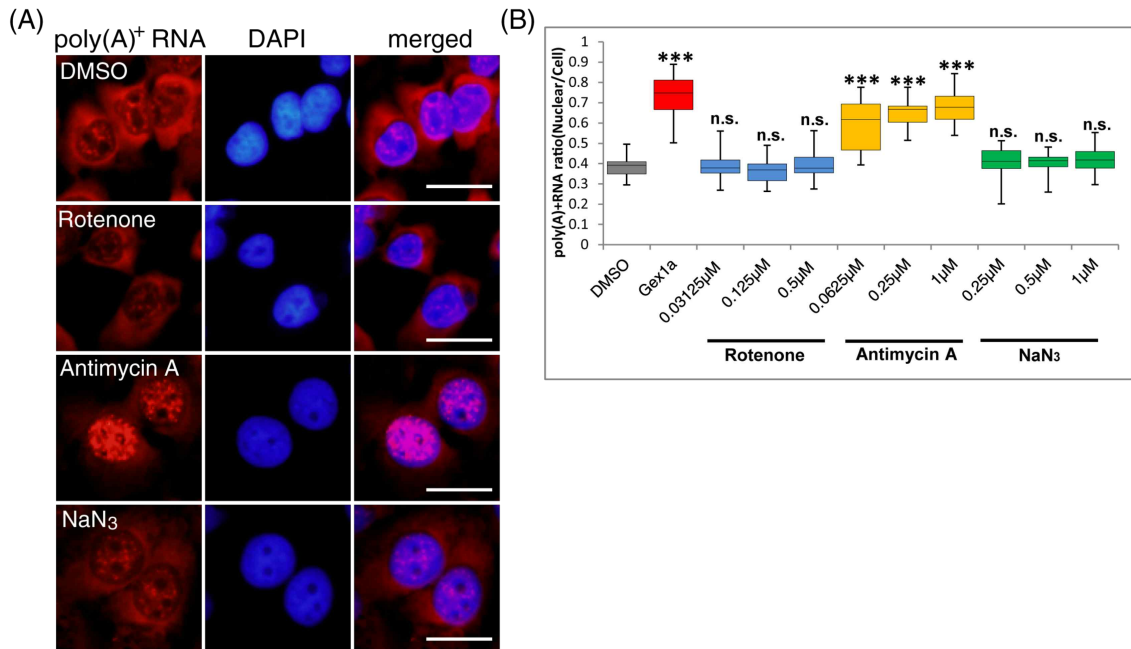 (A)
poly(A)+ RNA DAPI merged
DMSO
Rotenone
Antimycin A
NaN3
(B)
poly(A)+RNA ratio(Nuclear/Cell)
1
0.9
0.8
0.7
0.6
0.5
0.4
0.3
0.2
0.1
0
*** n.s. n.s. n.s. *** *** *** n.s. n.s. n.s.
DMSO Gex1a 0.03125µM 0.125µM 0.5µM 0.0625µM 0.25µM 1µM 0.25µM 0.5µM 1µM
Rotenone Antimycin A NaN3